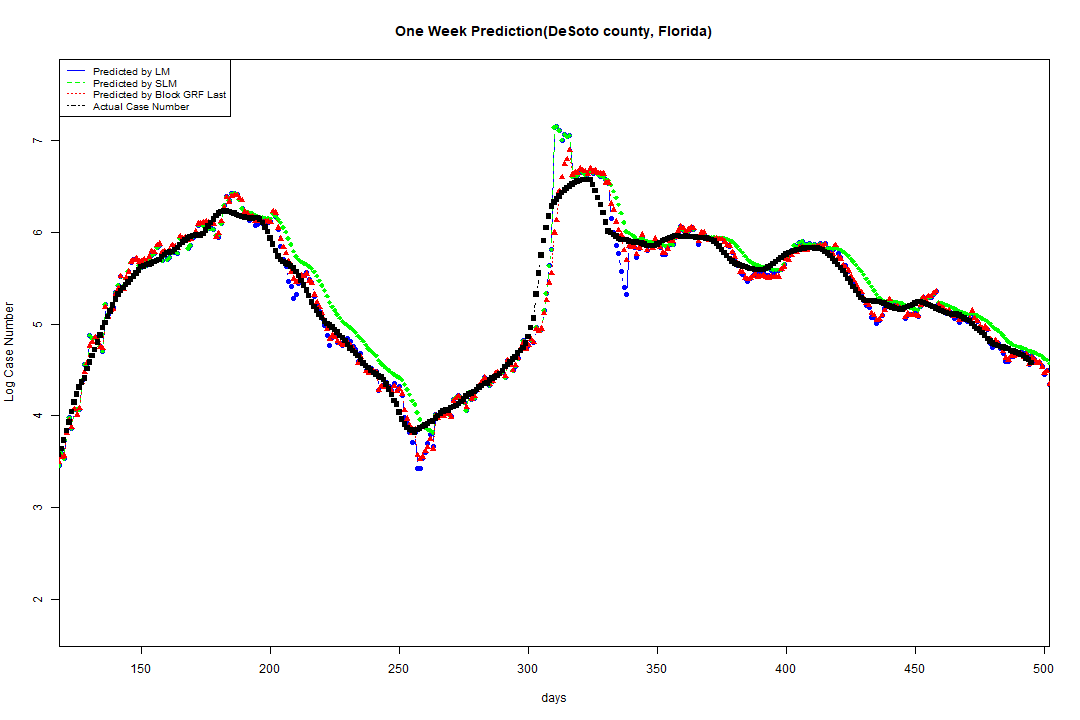 One Week Prediction(DeSoto county, Florida)
Predicted by LM
Predicted by SLM
Predicted by Block GRF Last
Actual Case Number
7
6
5
4
3
2
Log Case Number
150 200 250 300 350 400 450 500
days